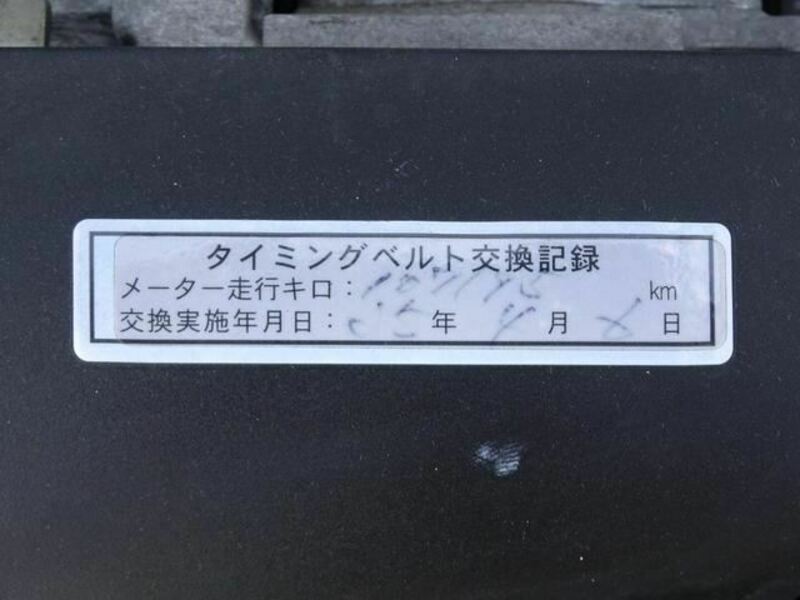 タイミングベルト交換記録
メーター走行キロ: km
交換実施年月日: 年 月 日